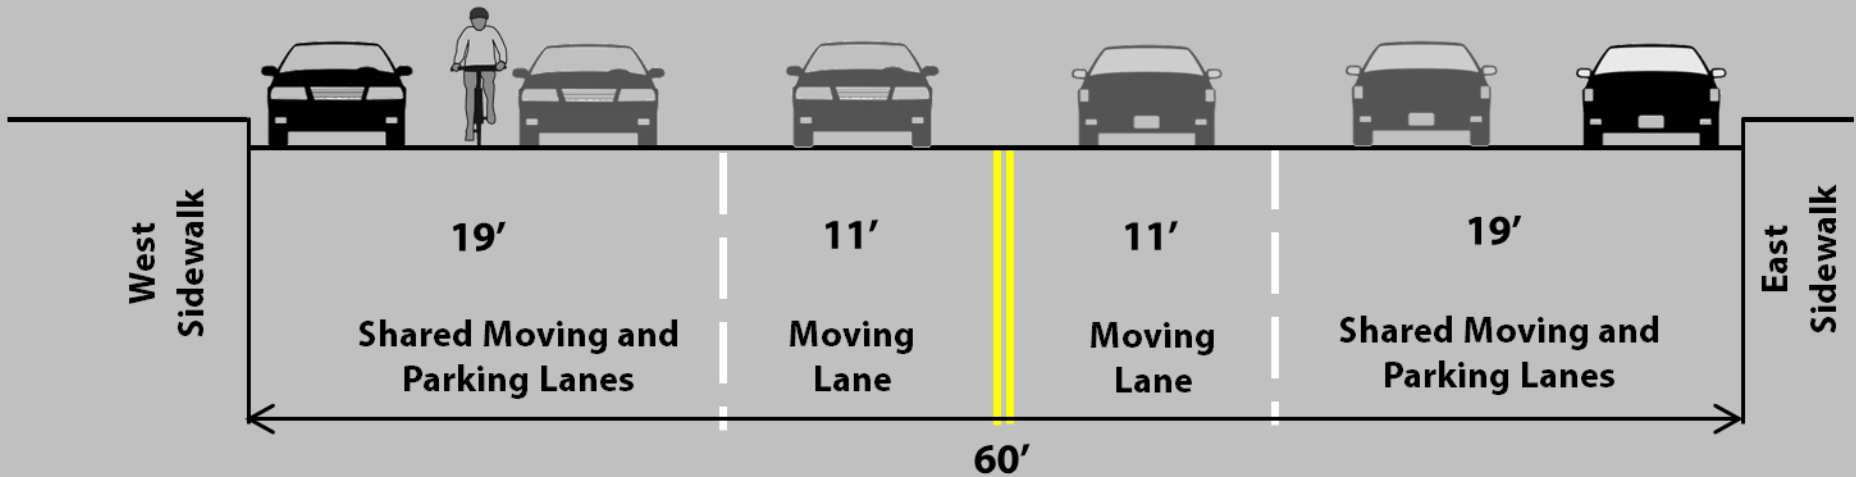 West
Sidewalk
19’
Shared Moving and
Parking Lanes
11’
Moving
Lane
11’
Moving
Lane
19’
Shared Moving and
Parking Lanes
East
Sidewalk
60’